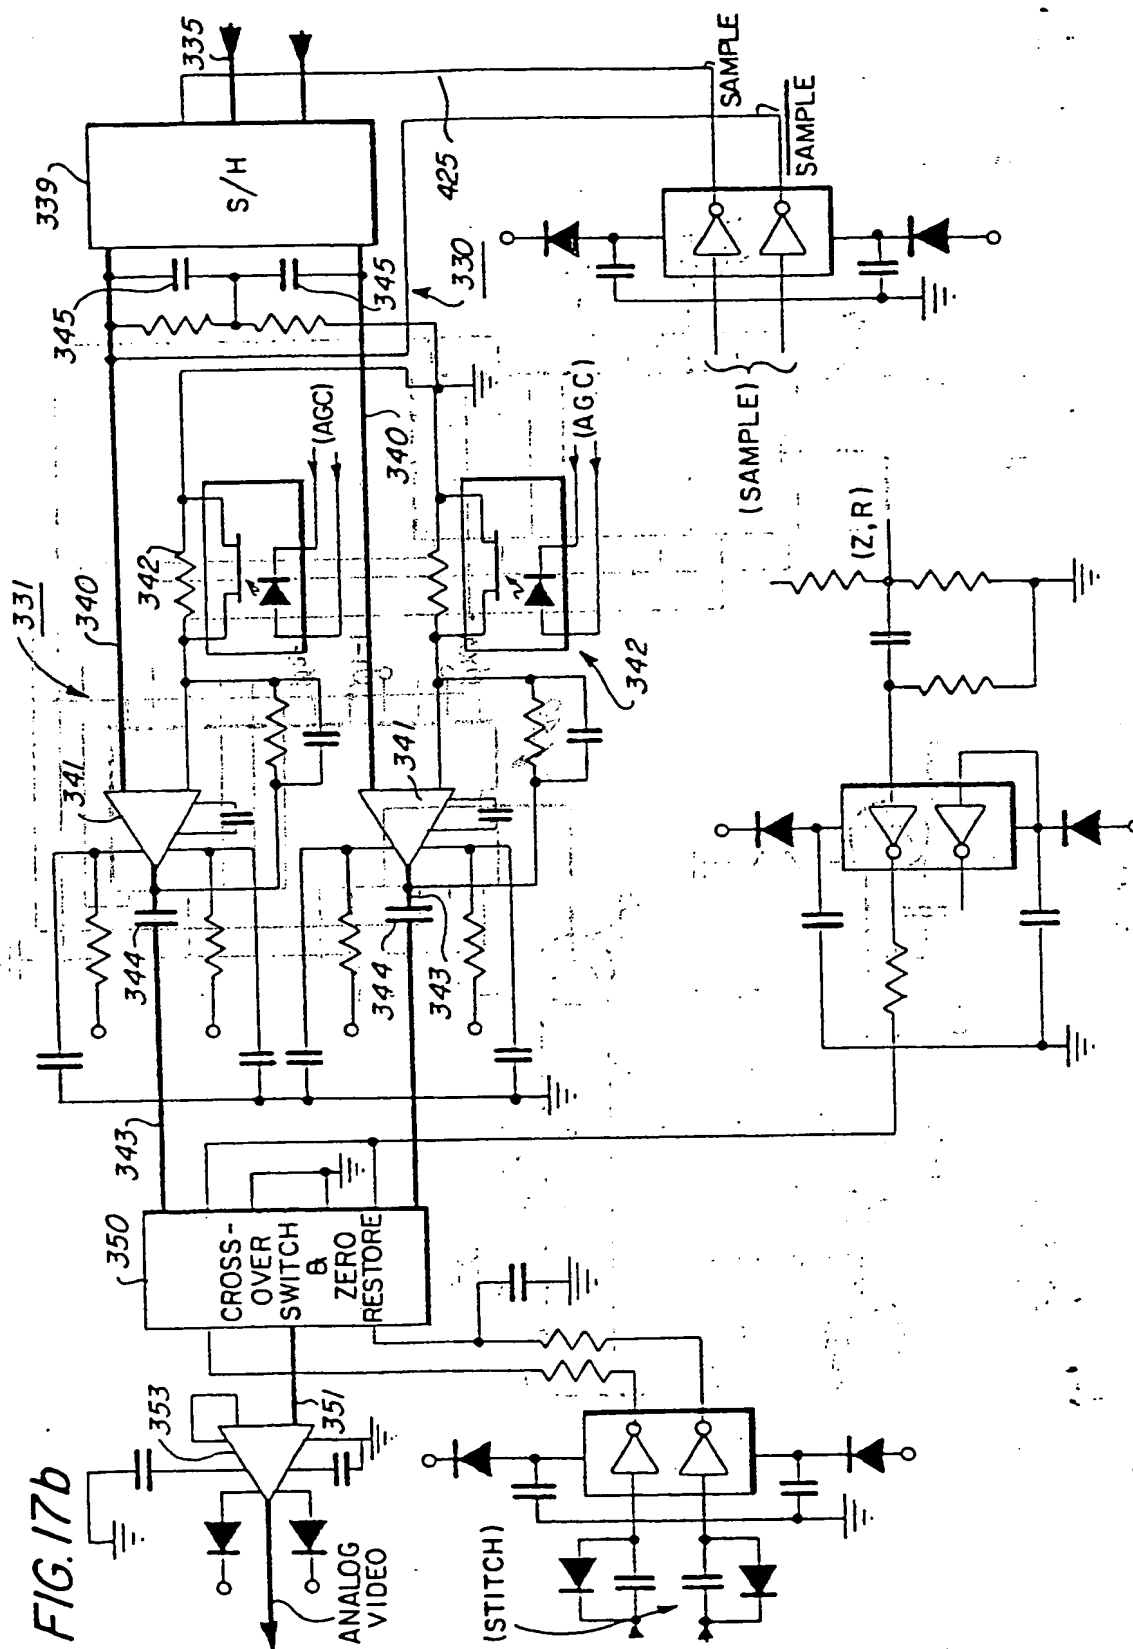 FIG. 17b
335
339
S/H
SAMPLE
SAMPLE
425
330
345
345
(AGC)
340
(AGC)
(SAMPLE)
331
340
342
342
(Z,R)
341
341
344
344
343
343
350
CROSS-
OVER
SWITCH
&
ZERO
RESTORE
353
351
ANALOG
VIDEO
(STITCH)